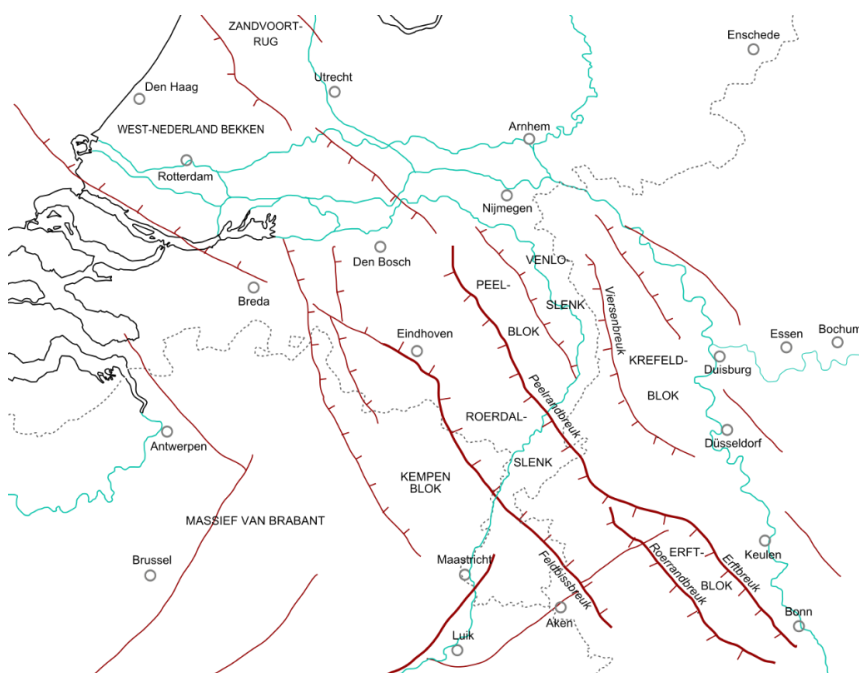 ZANDVOORT-
RUG
Enschede
Utrecht
Den Haag
WEST-NEDERLAND BEKKEN
Arnhem
Rotterdam
Nijmegen
Den Bosch
VENLO-
SLENK
PEEL-
BLOK
Breda
Viersenbreuk
Eindhoven
Essen
Bochum
Duisburg
KREFELD-
BLOK
Peelrandbreuk
ROERDAL-
SLENK
Antwerpen
Düsseldorf
KEMPEN
BLOK
MASSIEF VAN BRABANT
Brussel
Maastricht
Feldbissbreuk
Roerrandbreuk
ERFT-
BLOK
Erftbreuk
Keulen
Aken
Bonn
Luik